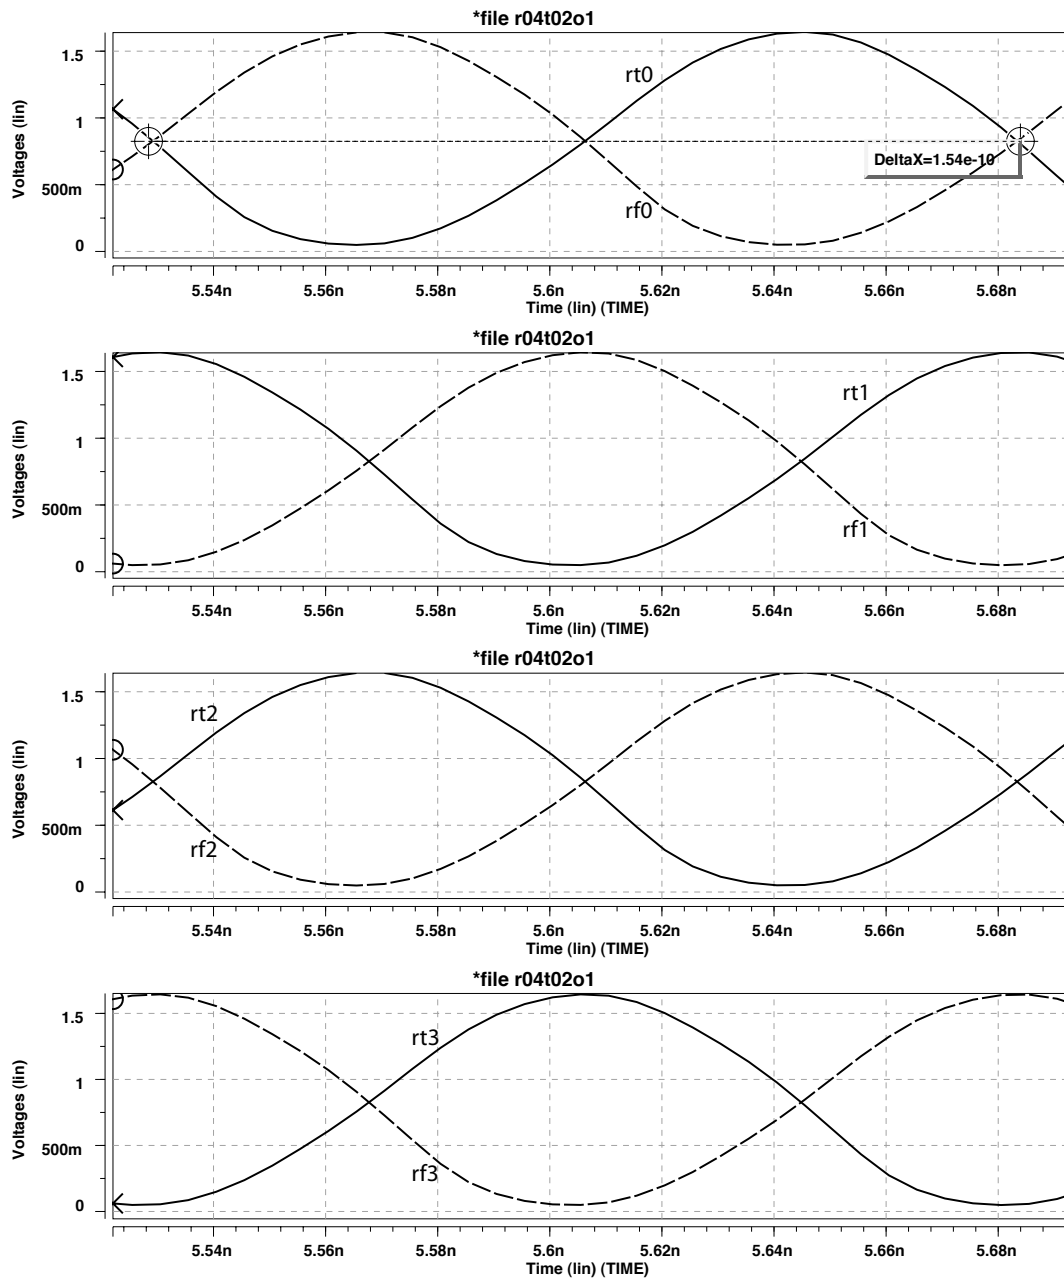 *file r04t02o1
Voltages (lin)
1.5
1
500m
0
rt0
rf0
DeltaX=1.54e-10
5.54n 5.56n 5.58n 5.6n 5.62n 5.64n 5.66n 5.68n
Time (lin) (TIME)
*file r04t02o1
Voltages (lin)
1.5
1
500m
0
rt1
rf1
5.54n 5.56n 5.58n 5.6n 5.62n 5.64n 5.66n 5.68n
Time (lin) (TIME)
*file r04t02o1
Voltages (lin)
1.5
1
500m
0
rt2
rf2
5.54n 5.56n 5.58n 5.6n 5.62n 5.64n 5.66n 5.68n
Time (lin) (TIME)
*file r04t02o1
Voltages (lin)
1.5
1
500m
0
rt3
rf3
5.54n 5.56n 5.58n 5.6n 5.62n 5.64n 5.66n 5.68n
Time (lin) (TIME)